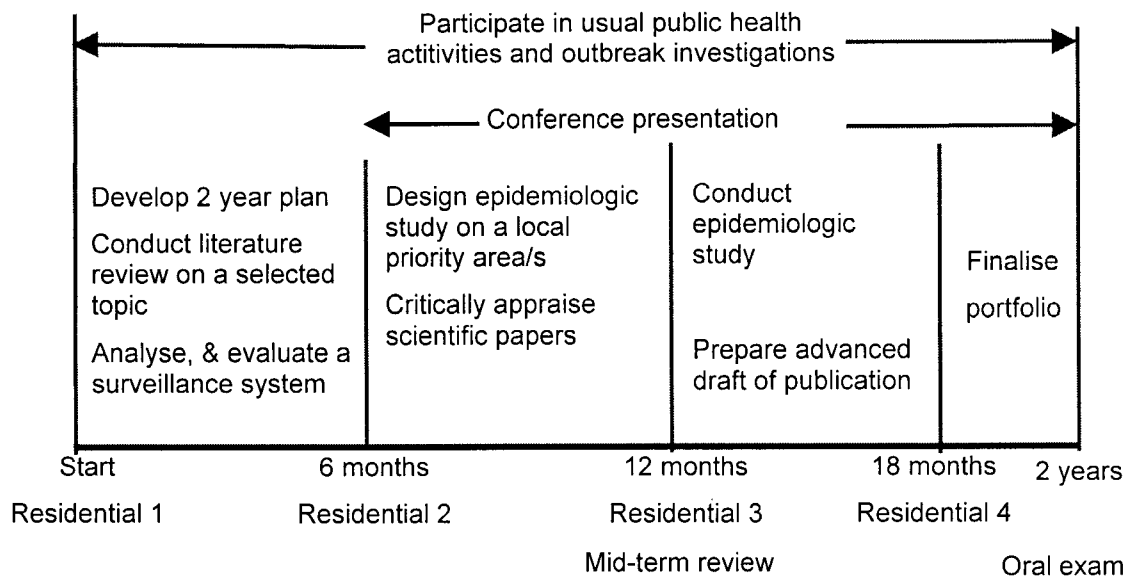 Participate in usual public health
actitivities and outbreak investigations
Conference presentation
Develop 2 year plan
Conduct literature
review on a selected
topic
Analyse, & evaluate a
surveillance system
Design epidemiologic
study on a local
priority area/s
Critically appraise
scientific papers
Conduct
epidemiologic
study
Prepare advanced
draft of publication
Finalise
portfolio
Start
6 months
12 months
18 months
2 years
Residential 1
Residential 2
Residential 3
Residential 4
Mid-term review
Oral exam